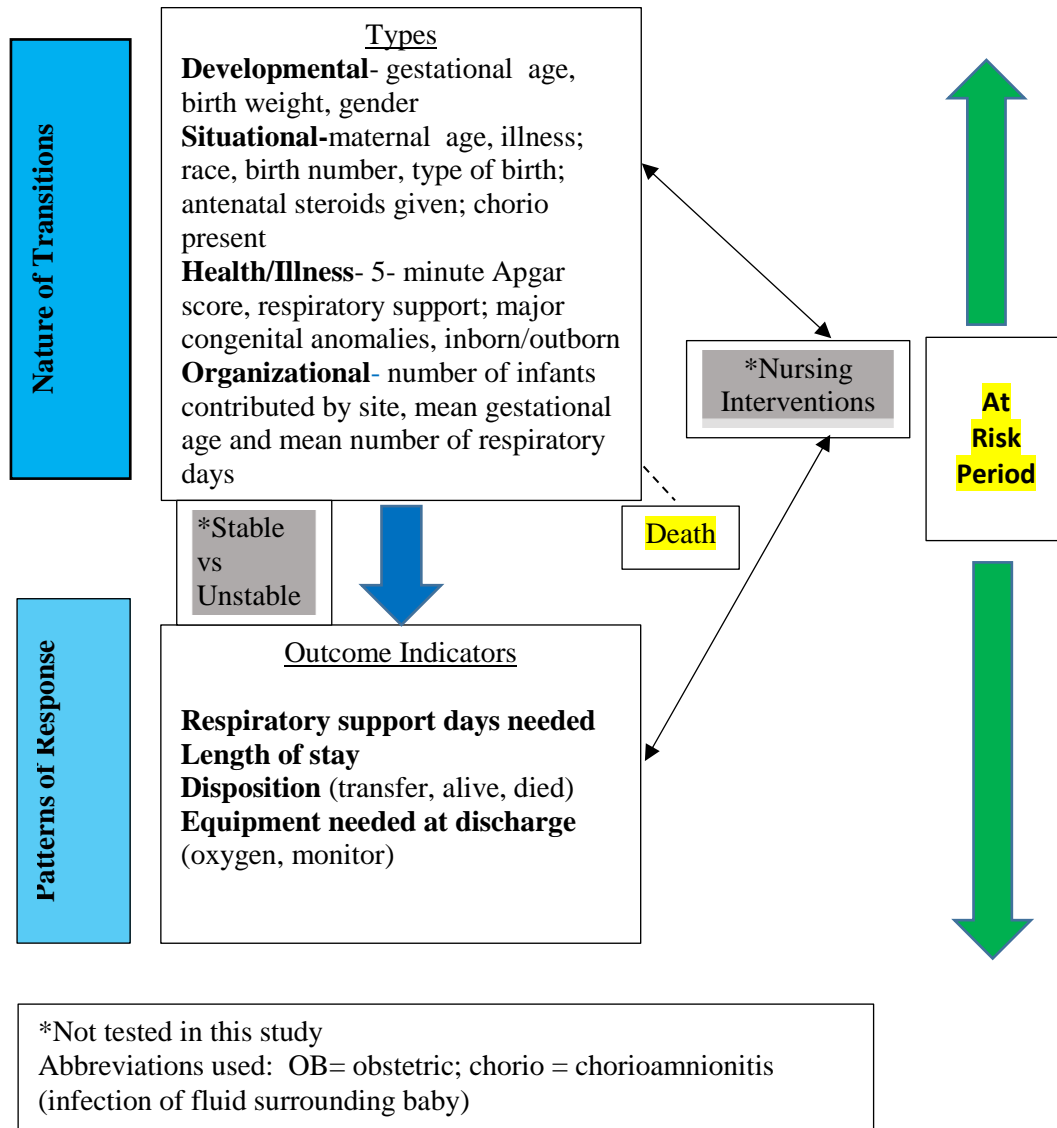 Nature of Transitions
Types
Developmental- gestational age,
birth weight, gender
Situational-maternal age, illness;
race, birth number, type of birth;
antenatal steroids given; chorio
present
Health/Illness- 5- minute Apgar
score, respiratory support; major
congenital anomalies, inborn/outborn
Organizational- number of infants
contributed by site, mean gestational
age and mean number of respiratory
days
*Nursing
Interventions
At
Risk
Period
*Stable
vs
Unstable
Death
Patterns of Response
Outcome Indicators
Respiratory support days needed
Length of stay
Disposition (transfer, alive, died)
Equipment needed at discharge
(oxygen, monitor)
*Not tested in this study
Abbreviations used: OB= obstetric; chorio = chorioamnionitis
(infection of fluid surrounding baby)